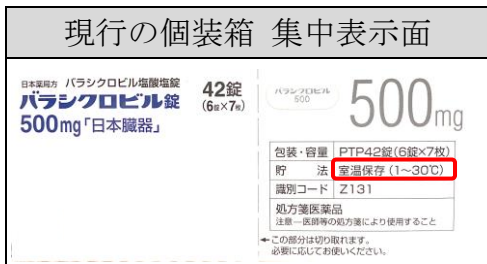 現行の個装箱 集中表示面
日本薬局方 バラシクロビル塩酸塩錠
バラシクロビル錠
500mg「日本臓器」
42錠
(6錠×7枚)
バラシクロビル
500
500mg
包装・容量 PTP42錠(6錠×7枚)
貯 法 室温保存(1~30℃)
識別コード Z131
処方箋医薬品
注意-医師等の処方箋により使用すること
←この部分は切り取れます。
必要に応じてお使いください。